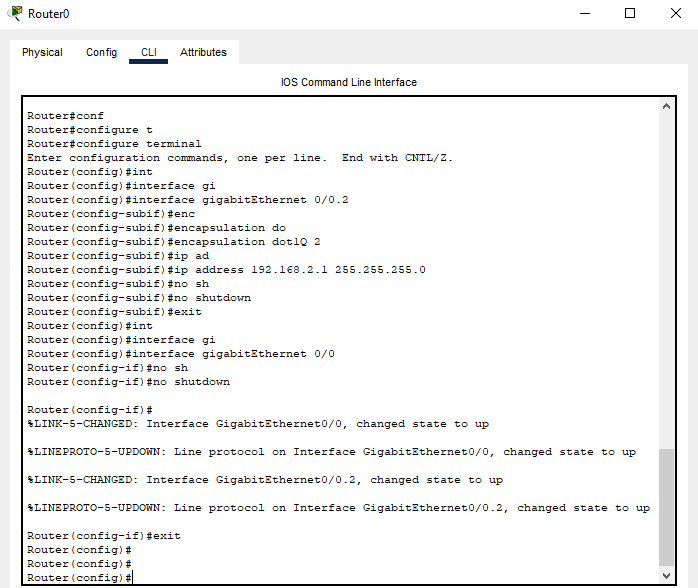 Router0
Physical Config CLI Attributes
IOS Command Line Interface
Router#conf
Router#configure t
Router#configure terminal
Enter configuration commands, one per line.  End with CNTL/Z.
Router(config)#int
Router(config)#interface gi
Router(config)#interface gigabitEthernet 0/0.2
Router(config-subif)#enc
Router(config-subif)#encapsulation do
Router(config-subif)#encapsulation dot1Q 2
Router(config-subif)#ip ad
Router(config-subif)#ip address 192.168.2.1 255.255.255.0
Router(config-subif)#no sh
Router(config-subif)#no shutdown
Router(config-subif)#exit
Router(config)#int
Router(config)#interface gi
Router(config)#interface gigabitEthernet 0/0
Router(config-if)#no sh
Router(config-if)#no shutdown
Router(config-if)#
%LINK-5-CHANGED: Interface GigabitEthernet0/0, changed state to up
%LINEPROTO-5-UPDOWN: Line protocol on Interface GigabitEthernet0/0, changed state to up
%LINK-5-CHANGED: Interface GigabitEthernet0/0.2, changed state to up
%LINEPROTO-5-UPDOWN: Line protocol on Interface GigabitEthernet0/0.2, changed state to up
Router(config-if)#exit
Router(config)#
Router(config)#
Router(config)#